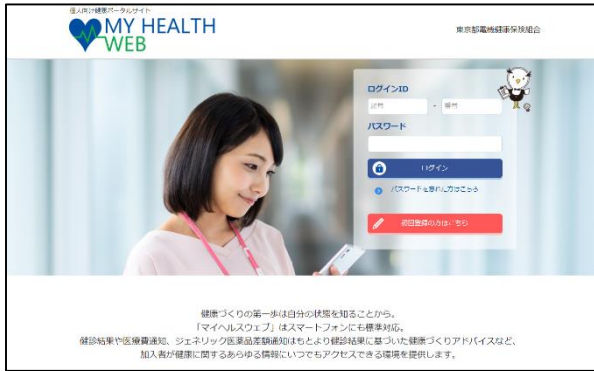 個人向け健康ポータルサイト
MY HEALTH
WEB
東京都電機健康保険組合
ログインID
記号 - 番号
パスワード
ログイン
パスワードを忘れた方はこちら
初回登録の方はこちら
健康づくりの第一歩は自分の状態を知ることから。
「マイヘルスウェブ」はスマートフォンにも標準対応。
健診結果や医療費通知、ジェネリック医薬品差額通知はもとより健診結果に基づいた健康づくりアドバイスなど、
加入者が健康に関するあらゆる情報にいつでもアクセスできる環境を提供します。